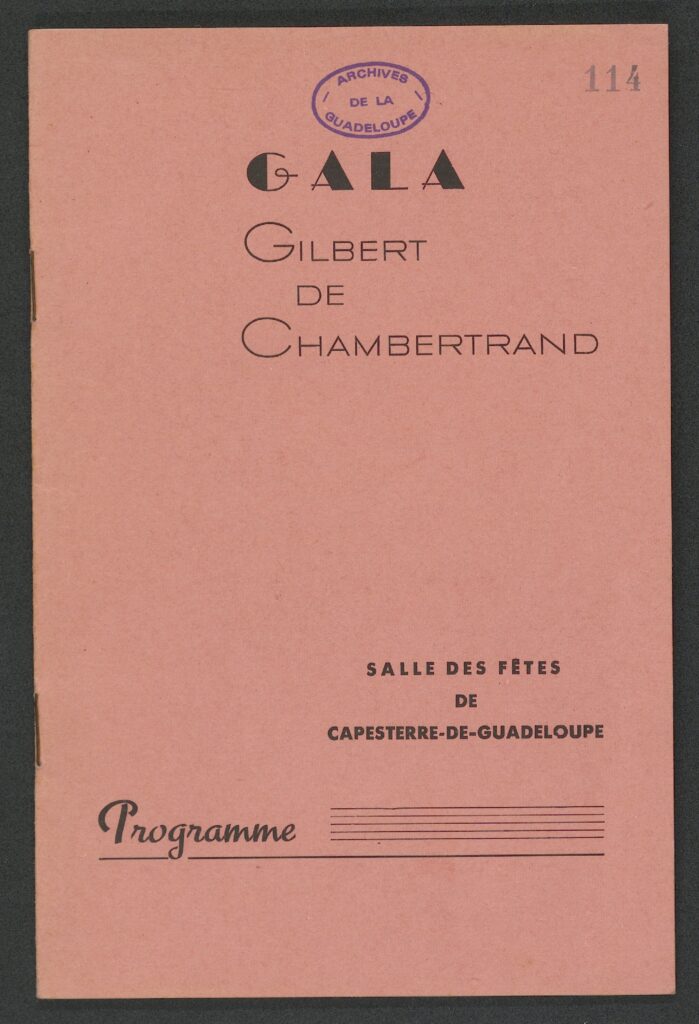 ARCHIVES
DE LA
GUADELOUPE
114
GALA
GILBERT
DE
CHAMBERTRAND
SALLE DES FÊTES
DE
CAPESTERRE-DE-GUADELOUPE
Programme